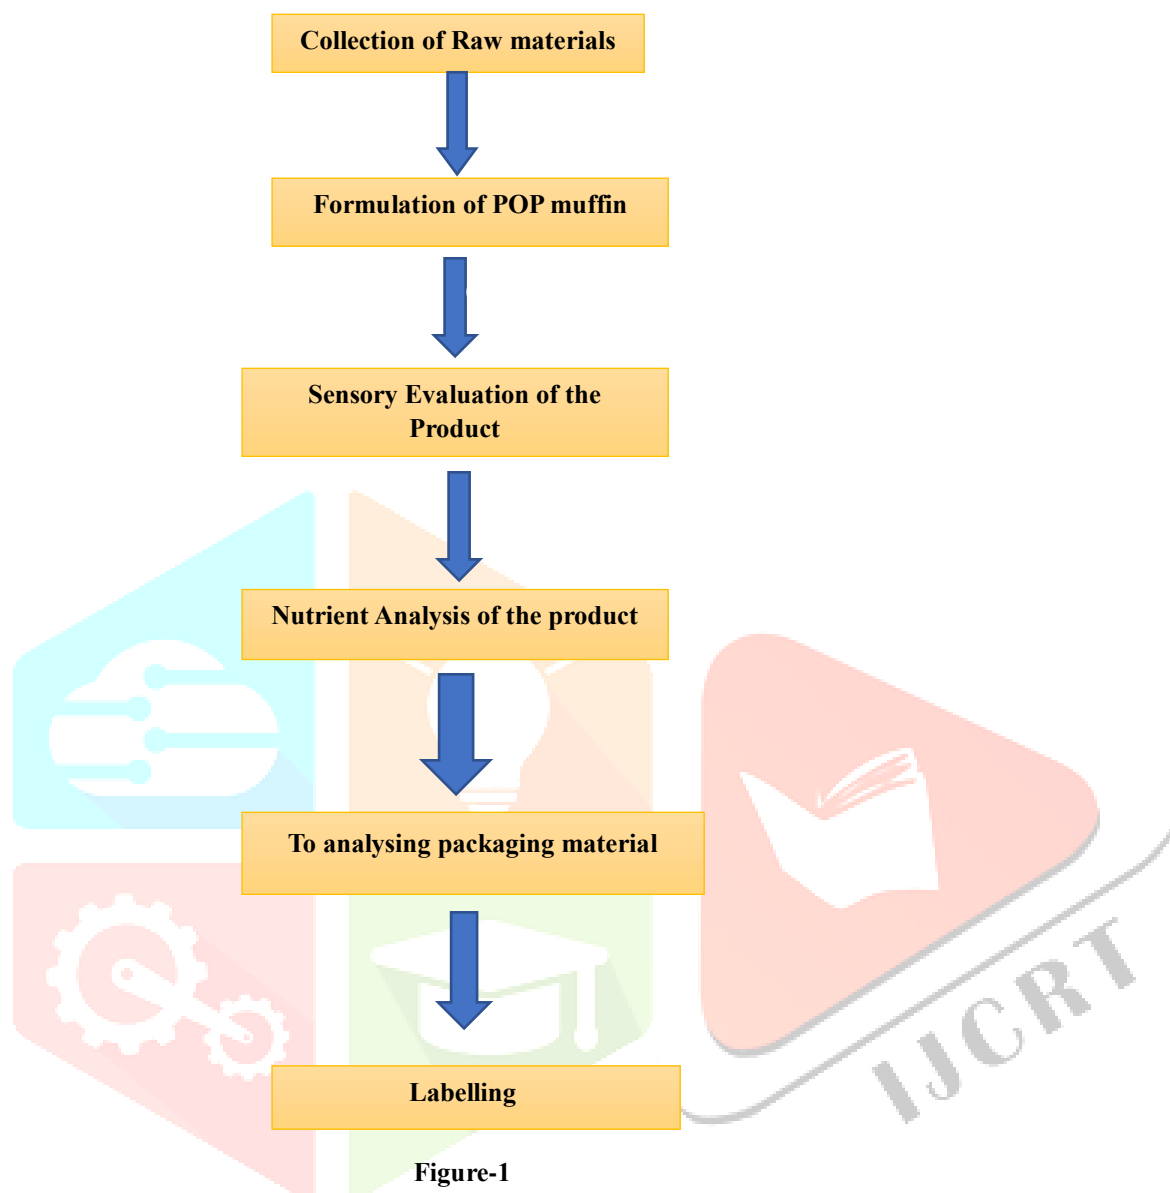 Collection of Raw materials
Formulation of POP muffin
Sensory Evaluation of the
Product
Nutrient Analysis of the product
To analysing packaging material
IJCRT
Labelling
Figure-1